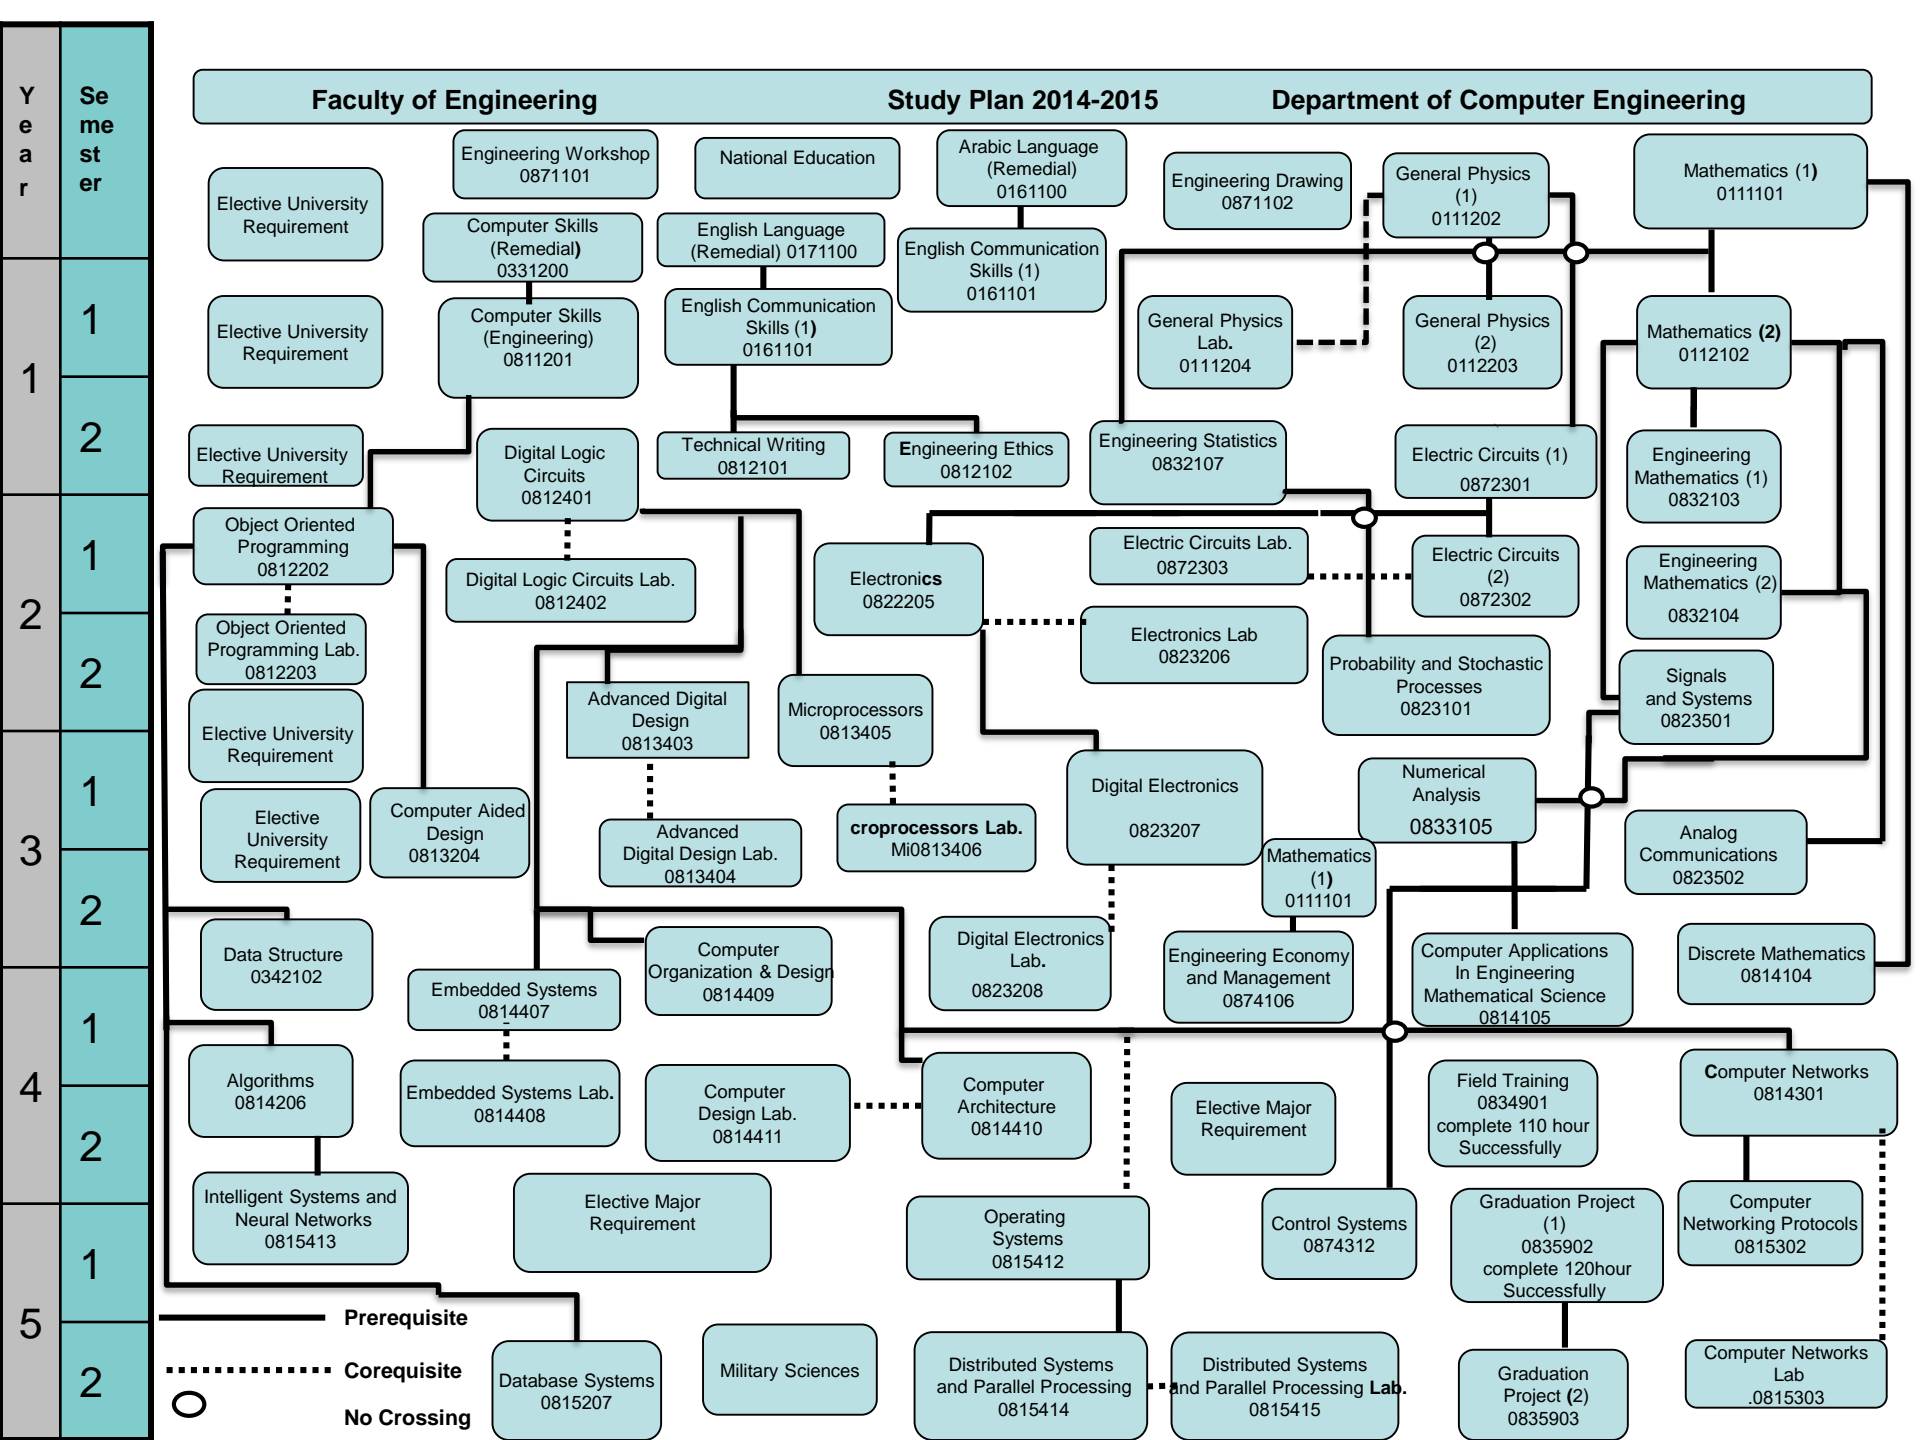 Y
e
a
r
Se
me
st
er
Faculty of Engineering Study Plan 2014-2015 Department of Computer Engineering
Elective University
Requirement
Engineering Workshop
0871101
National Education
Arabic Language
(Remedial)
0161100
Engineering Drawing
0871102
General Physics
(1)
0111202
Mathematics (1)
0111101
Computer Skills
(Remedial)
0331200
English Language
(Remedial) 0171100
English Communication
Skills (1)
0161101
1
1
2
Elective University
Requirement
Computer Skills
(Engineering)
0811201
English Communication
Skills (1)
0161101
General Physics
Lab.
0111204
General Physics
(2)
0112203
Mathematics (2)
0112102
Elective University
Requirement
Digital Logic
Circuits
0812401
Technical Writing
0812101
Engineering Ethics
0812102
Engineering Statistics
0832107
Electric Circuits (1)
0872301
Engineering
Mathematics (1)
0832103
2
1
2
Object Oriented
Programming
0812202
Digital Logic Circuits Lab.
0812402
Electronics
0822205
Electric Circuits Lab.
0872303
Electric Circuits
(2)
0872302
Engineering
Mathematics (2)
0832104
Object Oriented
Programming Lab.
0812203
Electronics Lab
0823206
Probability and Stochastic
Processes
0823101
Signals
and Systems
0823501
Elective University
Requirement
Advanced Digital
Design
0813403
Microprocessors
0813405
3
1
2
Elective
University
Requirement
Computer Aided
Design
0813204
Advanced
Digital Design Lab.
0813404
croprocessors Lab.
Mi0813406
Digital Electronics
0823207
Numerical
Analysis
0833105
Mathematics
(1)
0111101
Analog
Communications
0823502
Data Structure
0342102
Computer
Organization & Design
0814409
Digital Electronics
Lab.
0823208
Engineering Economy
and Management
0874106
Computer Applications
In Engineering
Mathematical Science
0814105
Discrete Mathematics
0814104
4
1
2
Embedded Systems
0814407
Algorithms
0814206
Embedded Systems Lab.
0814408
Computer
Design Lab.
0814411
Computer
Architecture
0814410
Elective Major
Requirement
Field Training
0834901
complete 110 hour
Successfully
Computer Networks
0814301
Intelligent Systems and
Neural Networks
0815413
Elective Major
Requirement
Operating
Systems
0815412
Control Systems
0874312
Graduation Project
(1)
0835902
complete 120hour
Successfully
Computer
Networking Protocols
0815302
5
1
2
Prerequisite
Corequisite
No Crossing
Database Systems
0815207
Military Sciences
Distributed Systems
and Parallel Processing
0815414
Distributed Systems
and Parallel Processing Lab.
0815415
Graduation
Project (2)
0835903
Computer Networks
Lab
.0815303